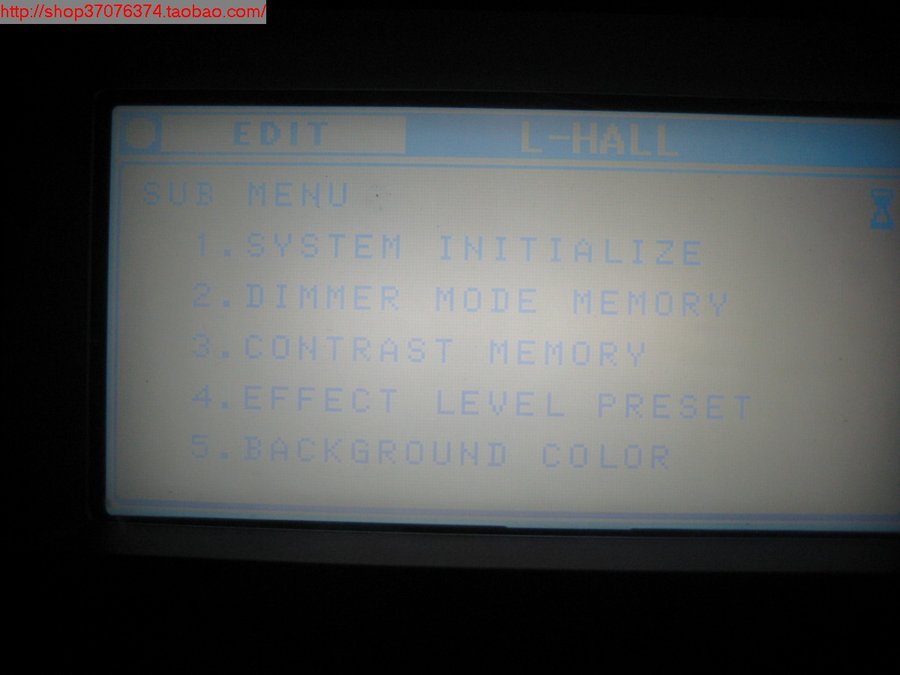 http://shop37076374.taobao.com/
EDIT L-HALL
SUB MENU
1.SYSTEM INITIALIZE
2.DIMMER MODE MEMORY
3.CONTRAST MEMORY
4.EFFECT LEVEL PRESET
5.BACKGROUND COLOR